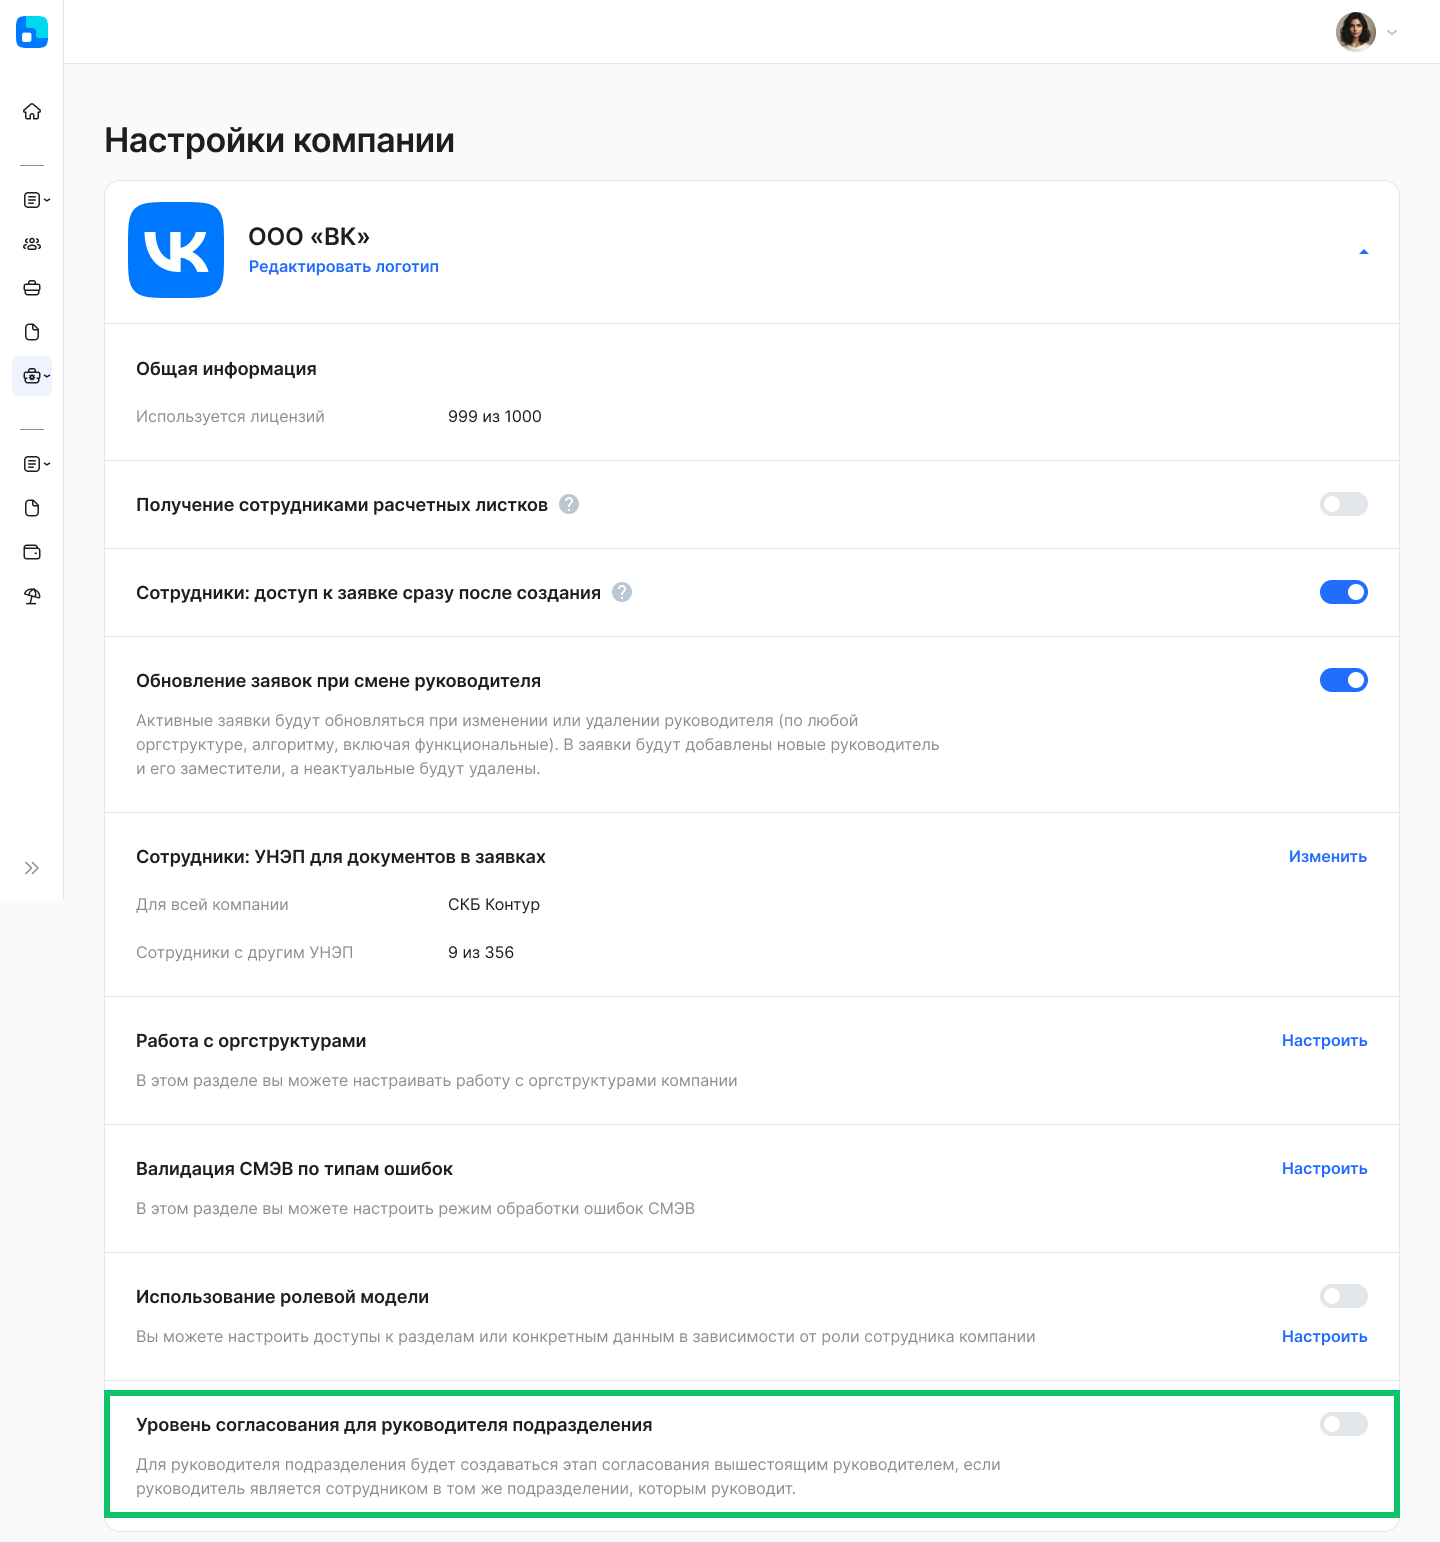 Настройки компании
ООО «ВК»
Редактировать логотип
Общая информация
Используется лицензий 999 из 1000
Получение сотрудниками расчетных листков ?
Сотрудники: доступ к заявке сразу после создания ?
Обновление заявок при смене руководителя
Активные заявки будут обновляться при изменении или удалении руководителя (по любой
оргструктуре, алгоритму, включая функциональные). В заявки будут добавлены новые руководитель
и его заместители, а неактуальные будут удалены.
Сотрудники: УНЭП для документов в заявках Изменить
Для всей компании СКБ Контур
Сотрудники с другим УНЭП 9 из 356
Работа с оргструктурами Настроить
В этом разделе вы можете настраивать работу с оргструктурами компании
Валидация СМЭВ по типам ошибок Настроить
В этом разделе вы можете настроить режим обработки ошибок СМЭВ
Использование ролевой модели
Вы можете настроить доступы к разделам или конкретным данным в зависимости от роли сотрудника компании Настроить
Уровень согласования для руководителя подразделения
Для руководителя подразделения будет создаваться этап согласования вышестоящим руководителем, если
руководитель является сотрудником в том же подразделении, которым руководит.